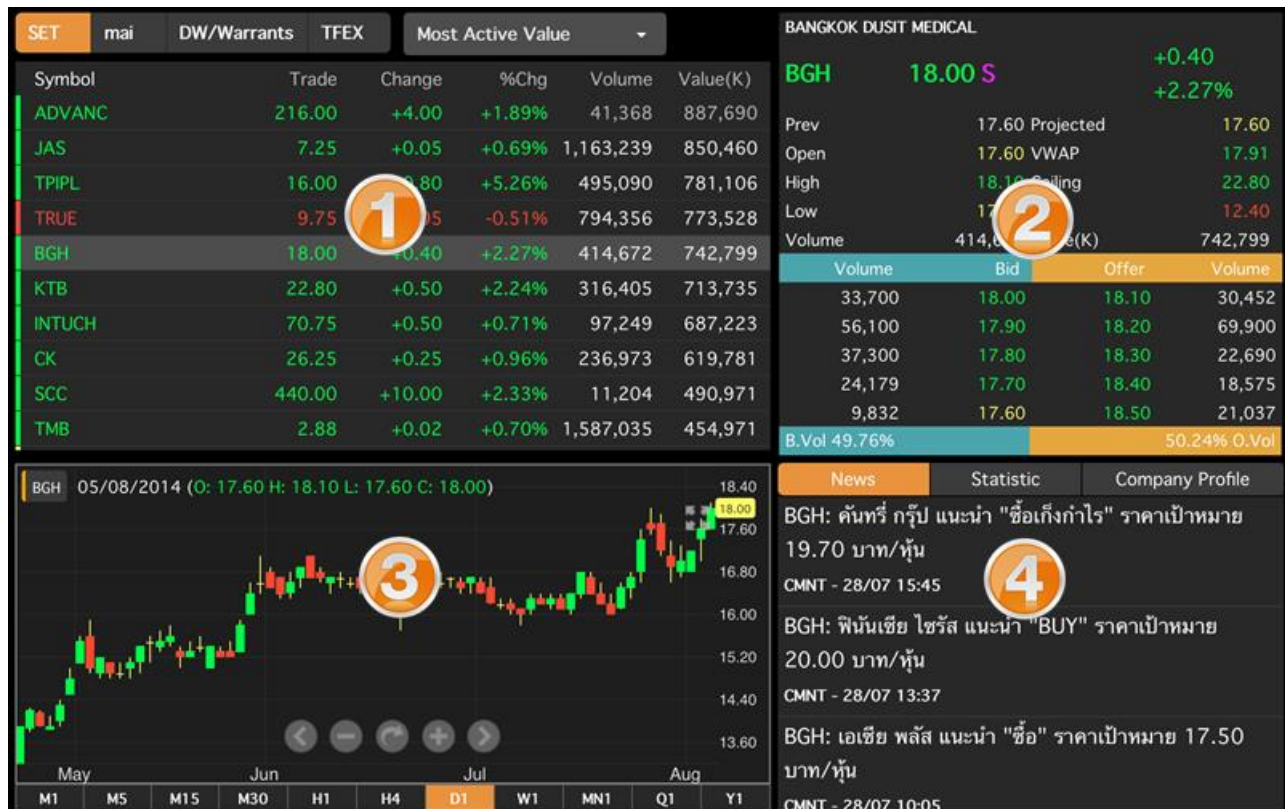 SET mai DW/Warrants TFEX Most Active Value
Symbol Trade Change %Chg Volume Value(K)
ADVANC 216.00 +4.00 +1.89% 41,368 887,690
JAS 7.25 +0.05 +0.69% 1,163,239 850,460
TPIPL 16.00 +5.26% 495,090 781,106
TRUE 9.75 -0.51% 794,356 773,528
BGH 18.00 +0.40 +2.27% 414,672 742,799
KTB 22.80 +0.50 +2.24% 316,405 713,735
INTUCH 70.75 +0.50 +0.71% 97,249 687,223
CK 26.25 +0.25 +0.96% 236,973 619,781
SCC 440.00 +10.00 +2.33% 11,204 490,971
TMB 2.88 +0.02 +0.70% 1,587,035 454,971
1
BANGKOK DUSIT MEDICAL
BGH 18.00 S +0.40
+2.27%
Prev 17.60 Projected 17.60
Open 17.60 VWAP 17.91
High 18.10 22.80
Low 12.40
Volume 742,799
2
Volume Bid Offer Volume
33,700 18.00 18.10 30,452
56,100 17.90 18.20 69,900
37,300 17.80 18.30 22,690
24,179 17.70 18.40 18,575
9,832 17.60 18.50 21,037
B.Vol 49.76% 50.24% O.Vol
BGH 05/08/2014 (O: 17.60 H: 18.10 L: 17.60 C: 18.00)
18.40
18.00
17.60
16.80
16.00
15.20
14.40
13.60
3
May Jun Jul Aug
M1 M5 M15 M30 H1 H4 D1 W1 MN1 Q1 Y1
News Statistic Company Profile
BGH: คันทรี่ กรุ๊ป แนะนำ "ซื้อเก็งกำไร" ราคาเป้าหมาย
19.70 บาท/หุ้น
CMNT - 28/07 15:45
4
BGH: ฟินันเซีย ไซรัส แนะนำ "BUY" ราคาเป้าหมาย
20.00 บาท/หุ้น
CMNT - 28/07 13:37
BGH: เอเซีย พลัส แนะนำ "ซื้อ" ราคาเป้าหมาย 17.50
บาท/หุ้น
CMNT - 28/07 10:05